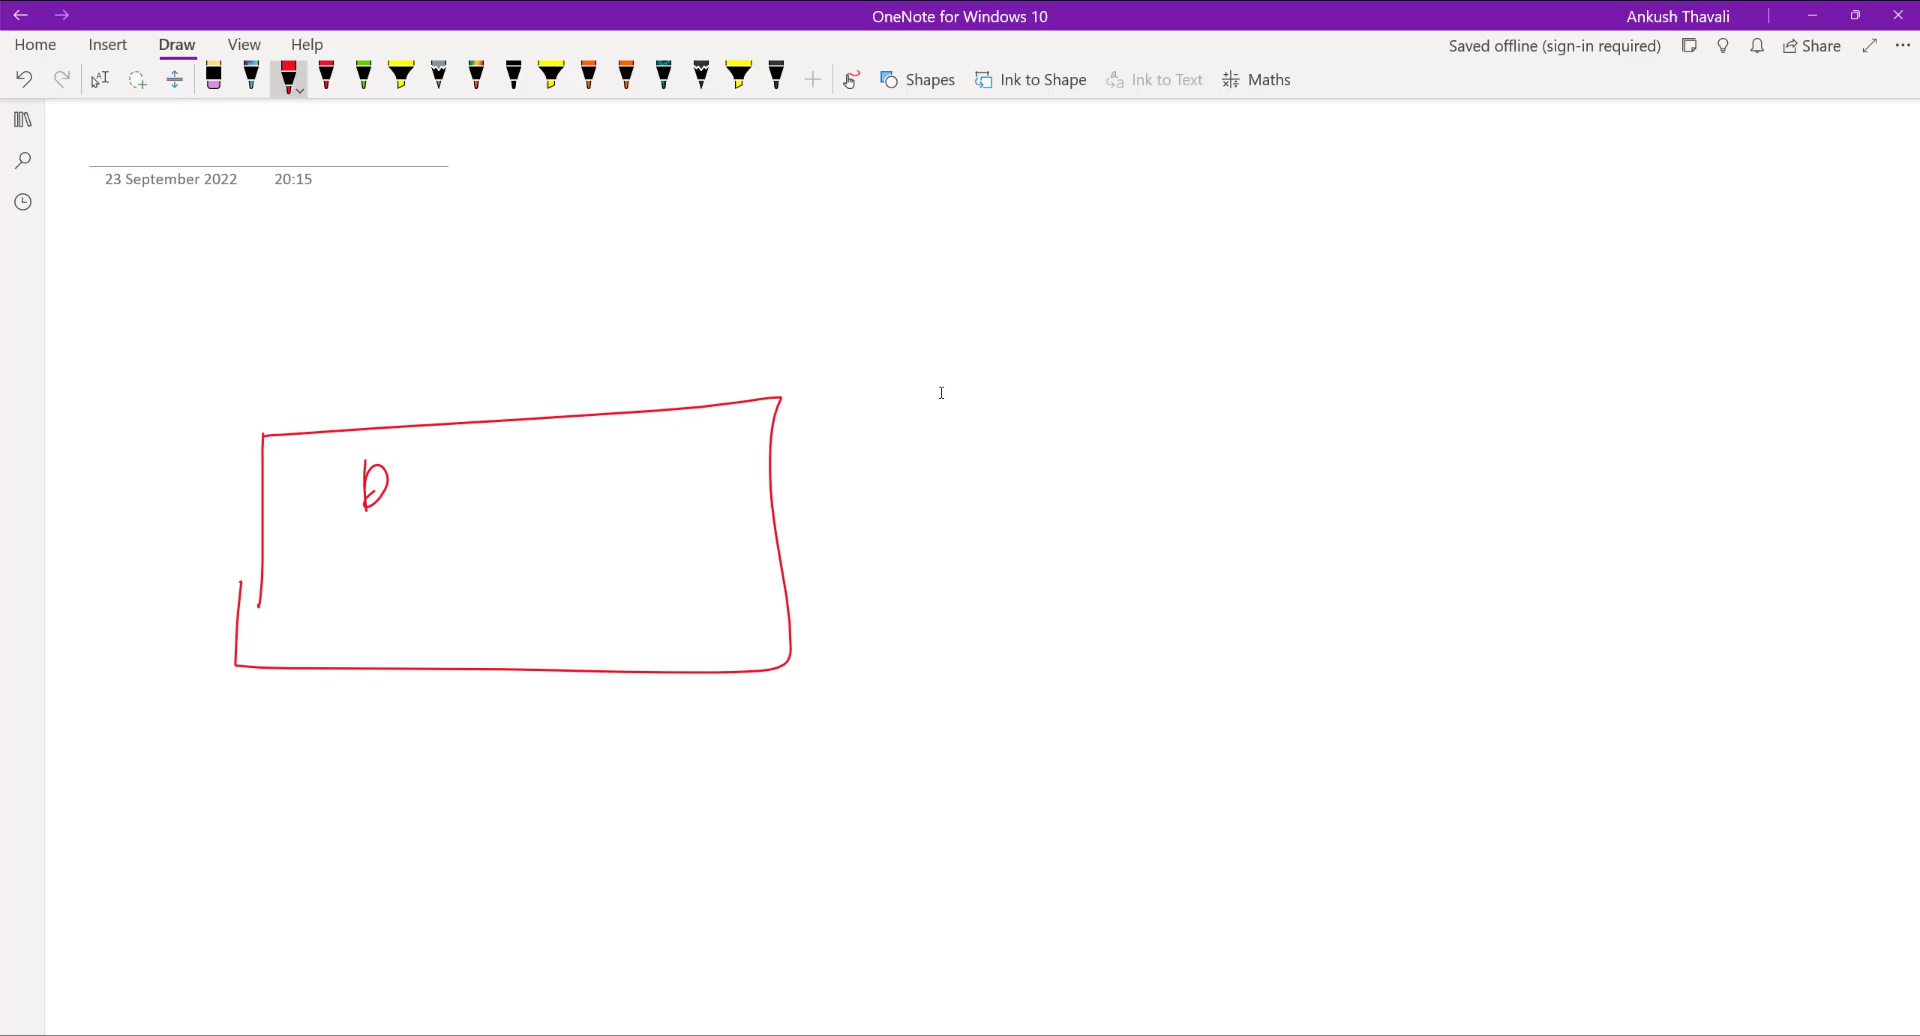 OneNote for Windows 10
Ankush Thavali
Home Insert Draw View Help
Saved offline (sign-in required) Share
Shapes Ink to Shape Ink to Text Maths
23 September 2022 20:15
D